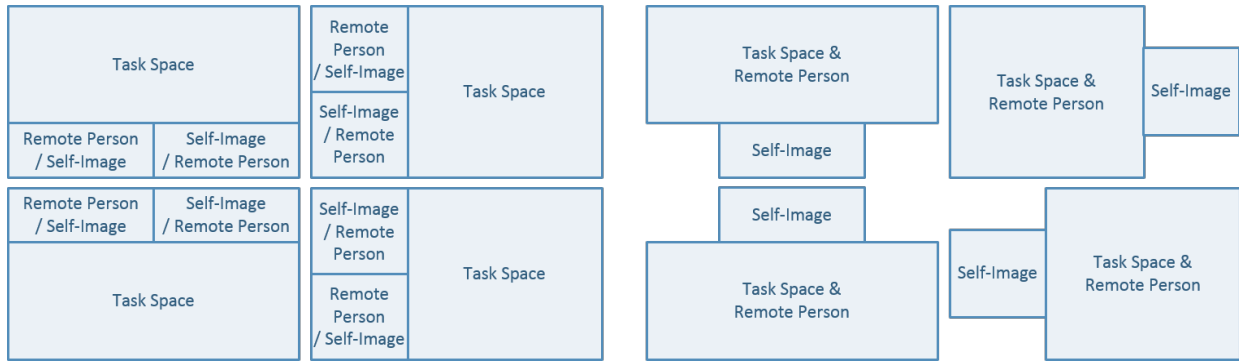 Task Space
Remote Person
/ Self-Image
Self-Image
/ Remote Person
Remote
Person
/ Self-Image
Self-Image
/ Remote
Person
Task Space
Task Space &
Remote Person
Self-Image
Task Space &
Remote Person
Self-Image
Remote Person
/ Self-Image
Self-Image
/ Remote Person
Task Space
Self-Image
/ Remote
Person
Remote
Person
/ Self-Image
Task Space
Self-Image
Task Space &
Remote Person
Self-Image
Task Space &
Remote Person